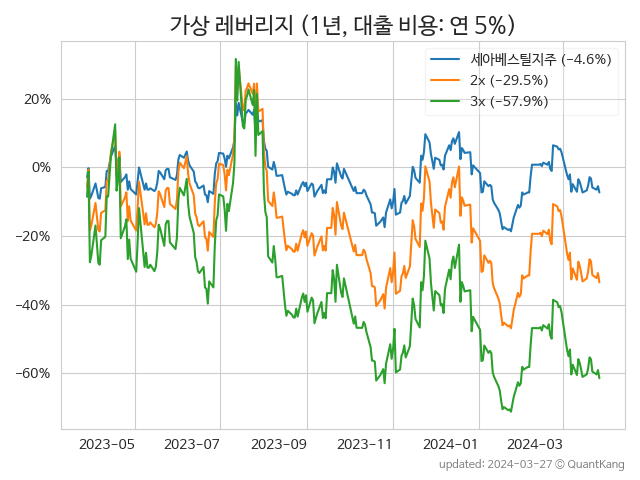 가상 레버리지 (1년, 대출 비용: 연 5%)
세아베스틸지주 (−4.6%)
2x (−29.5%)
3x (−57.9%)
20%
0%
−20%
−40%
−60%
2023-05 2023-07 2023-09 2023-11 2024-01 2024-03
updated: 2024-03-27 © QuantKang